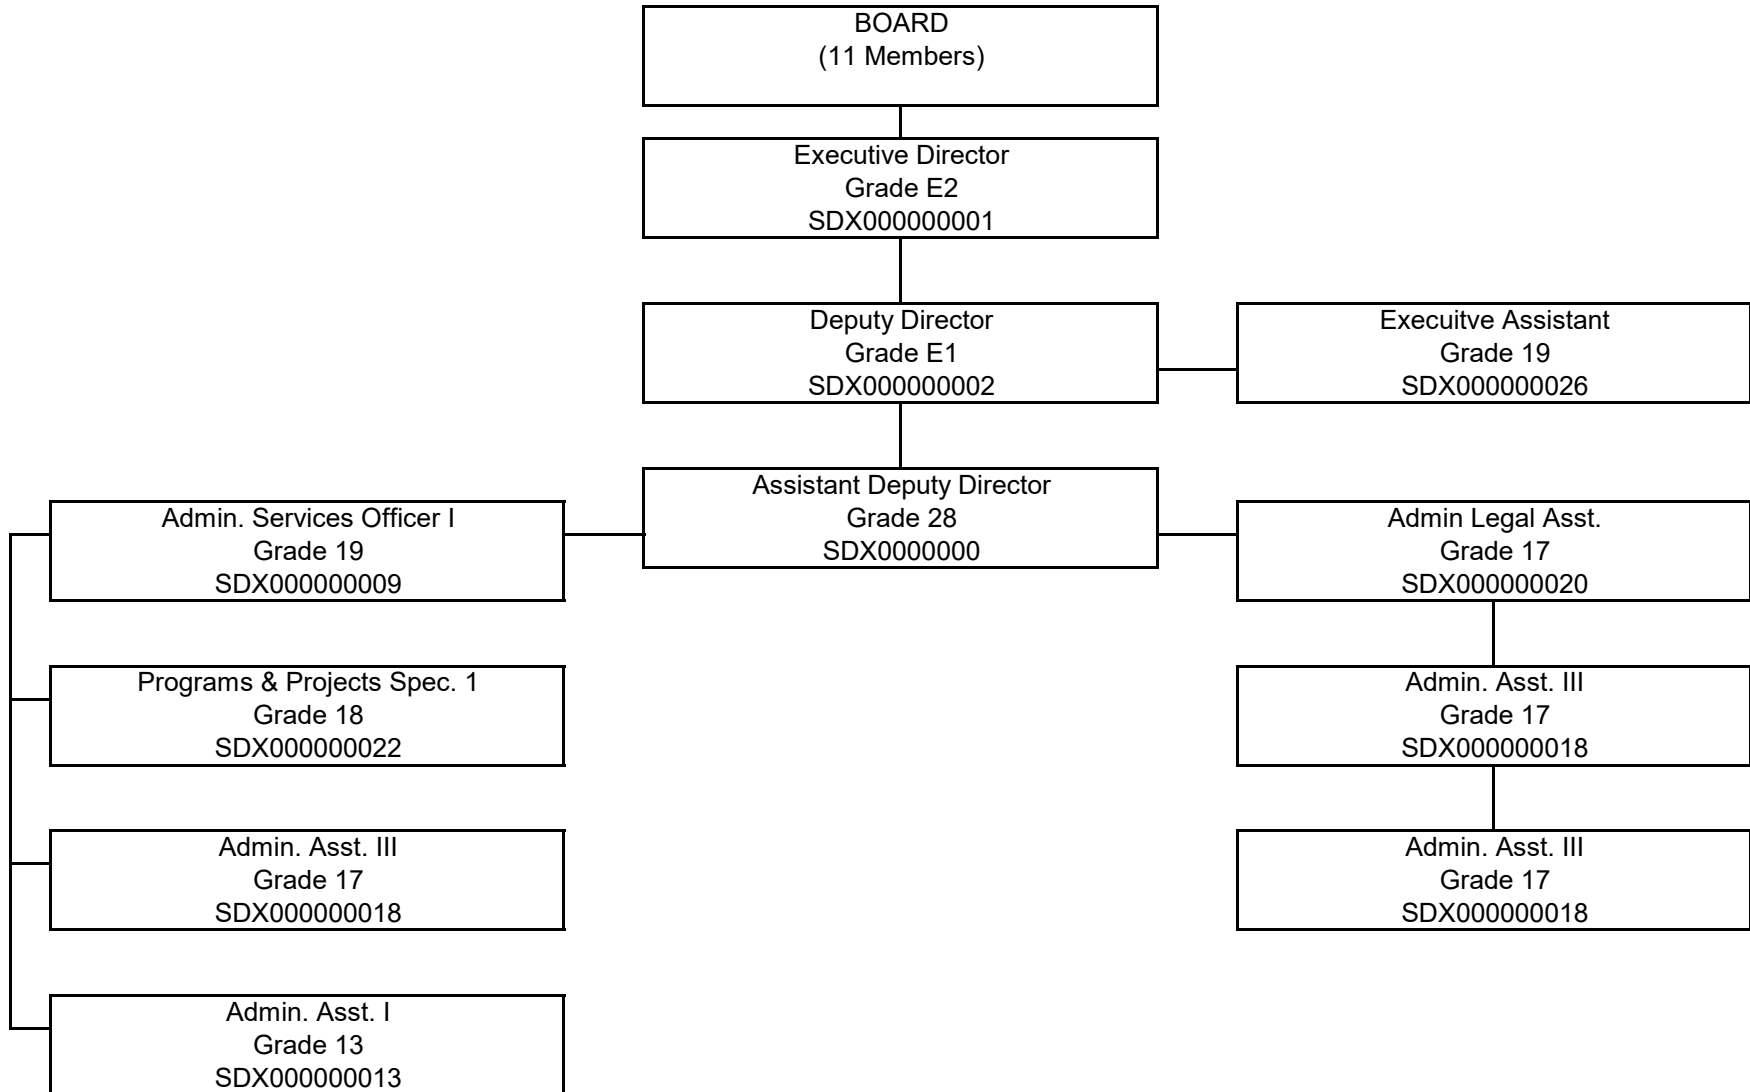 BOARD
(11 Members)
Executive Director
Grade E2
SDX000000001
Deputy Director
Grade E1
SDX000000002
Execuitve Assistant
Grade 19
SDX000000026
Assistant Deputy Director
Grade 28
SDX0000000
Admin. Services Officer I
Grade 19
SDX000000009
Admin Legal Asst.
Grade 17
SDX000000020
Programs & Projects Spec. 1
Grade 18
SDX000000022
Admin. Asst. III
Grade 17
SDX000000018
Admin. Asst. III
Grade 17
SDX000000018
Admin. Asst. III
Grade 17
SDX000000018
Admin. Asst. I
Grade 13
SDX000000013